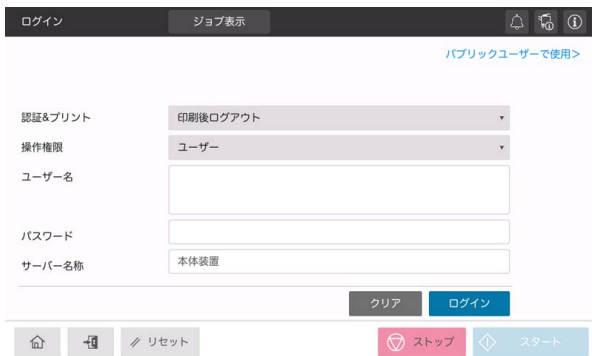 ログイン
ジョブ表示
パブリックユーザーで使用>
認証&プリント
印刷後ログアウト
操作権限
ユーザー
ユーザー名
パスワード
サーバー名称
本体装置
クリア
ログイン
リセット
ストップ
スタート